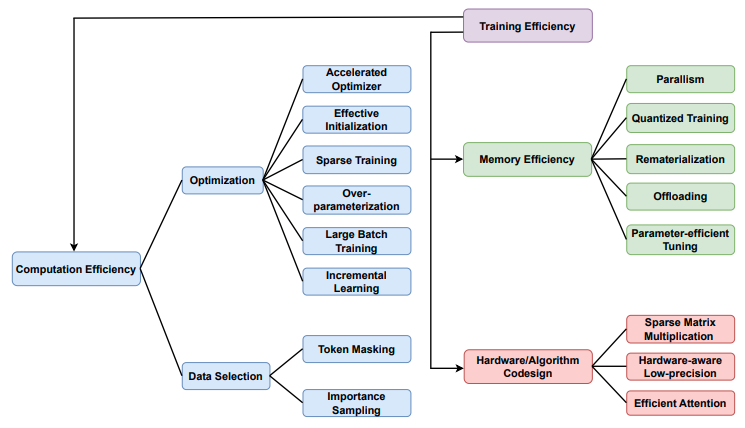 Training Efficiency
Accelerated
Optimizer
Effective
Initialization
Sparse Training
Over-
parameterization
Large Batch
Training
Incremental
Learning
Optimization
Computation Efficiency
Data Selection
Token Masking
Importance
Sampling
Memory Efficiency
Parallism
Quantized Training
Rematerialization
Offloading
Parameter-efficient
Tuning
Hardware/Algorithm
Codesign
Sparse Matrix
Multiplication
Hardware-aware
Low-precision
Efficient Attention